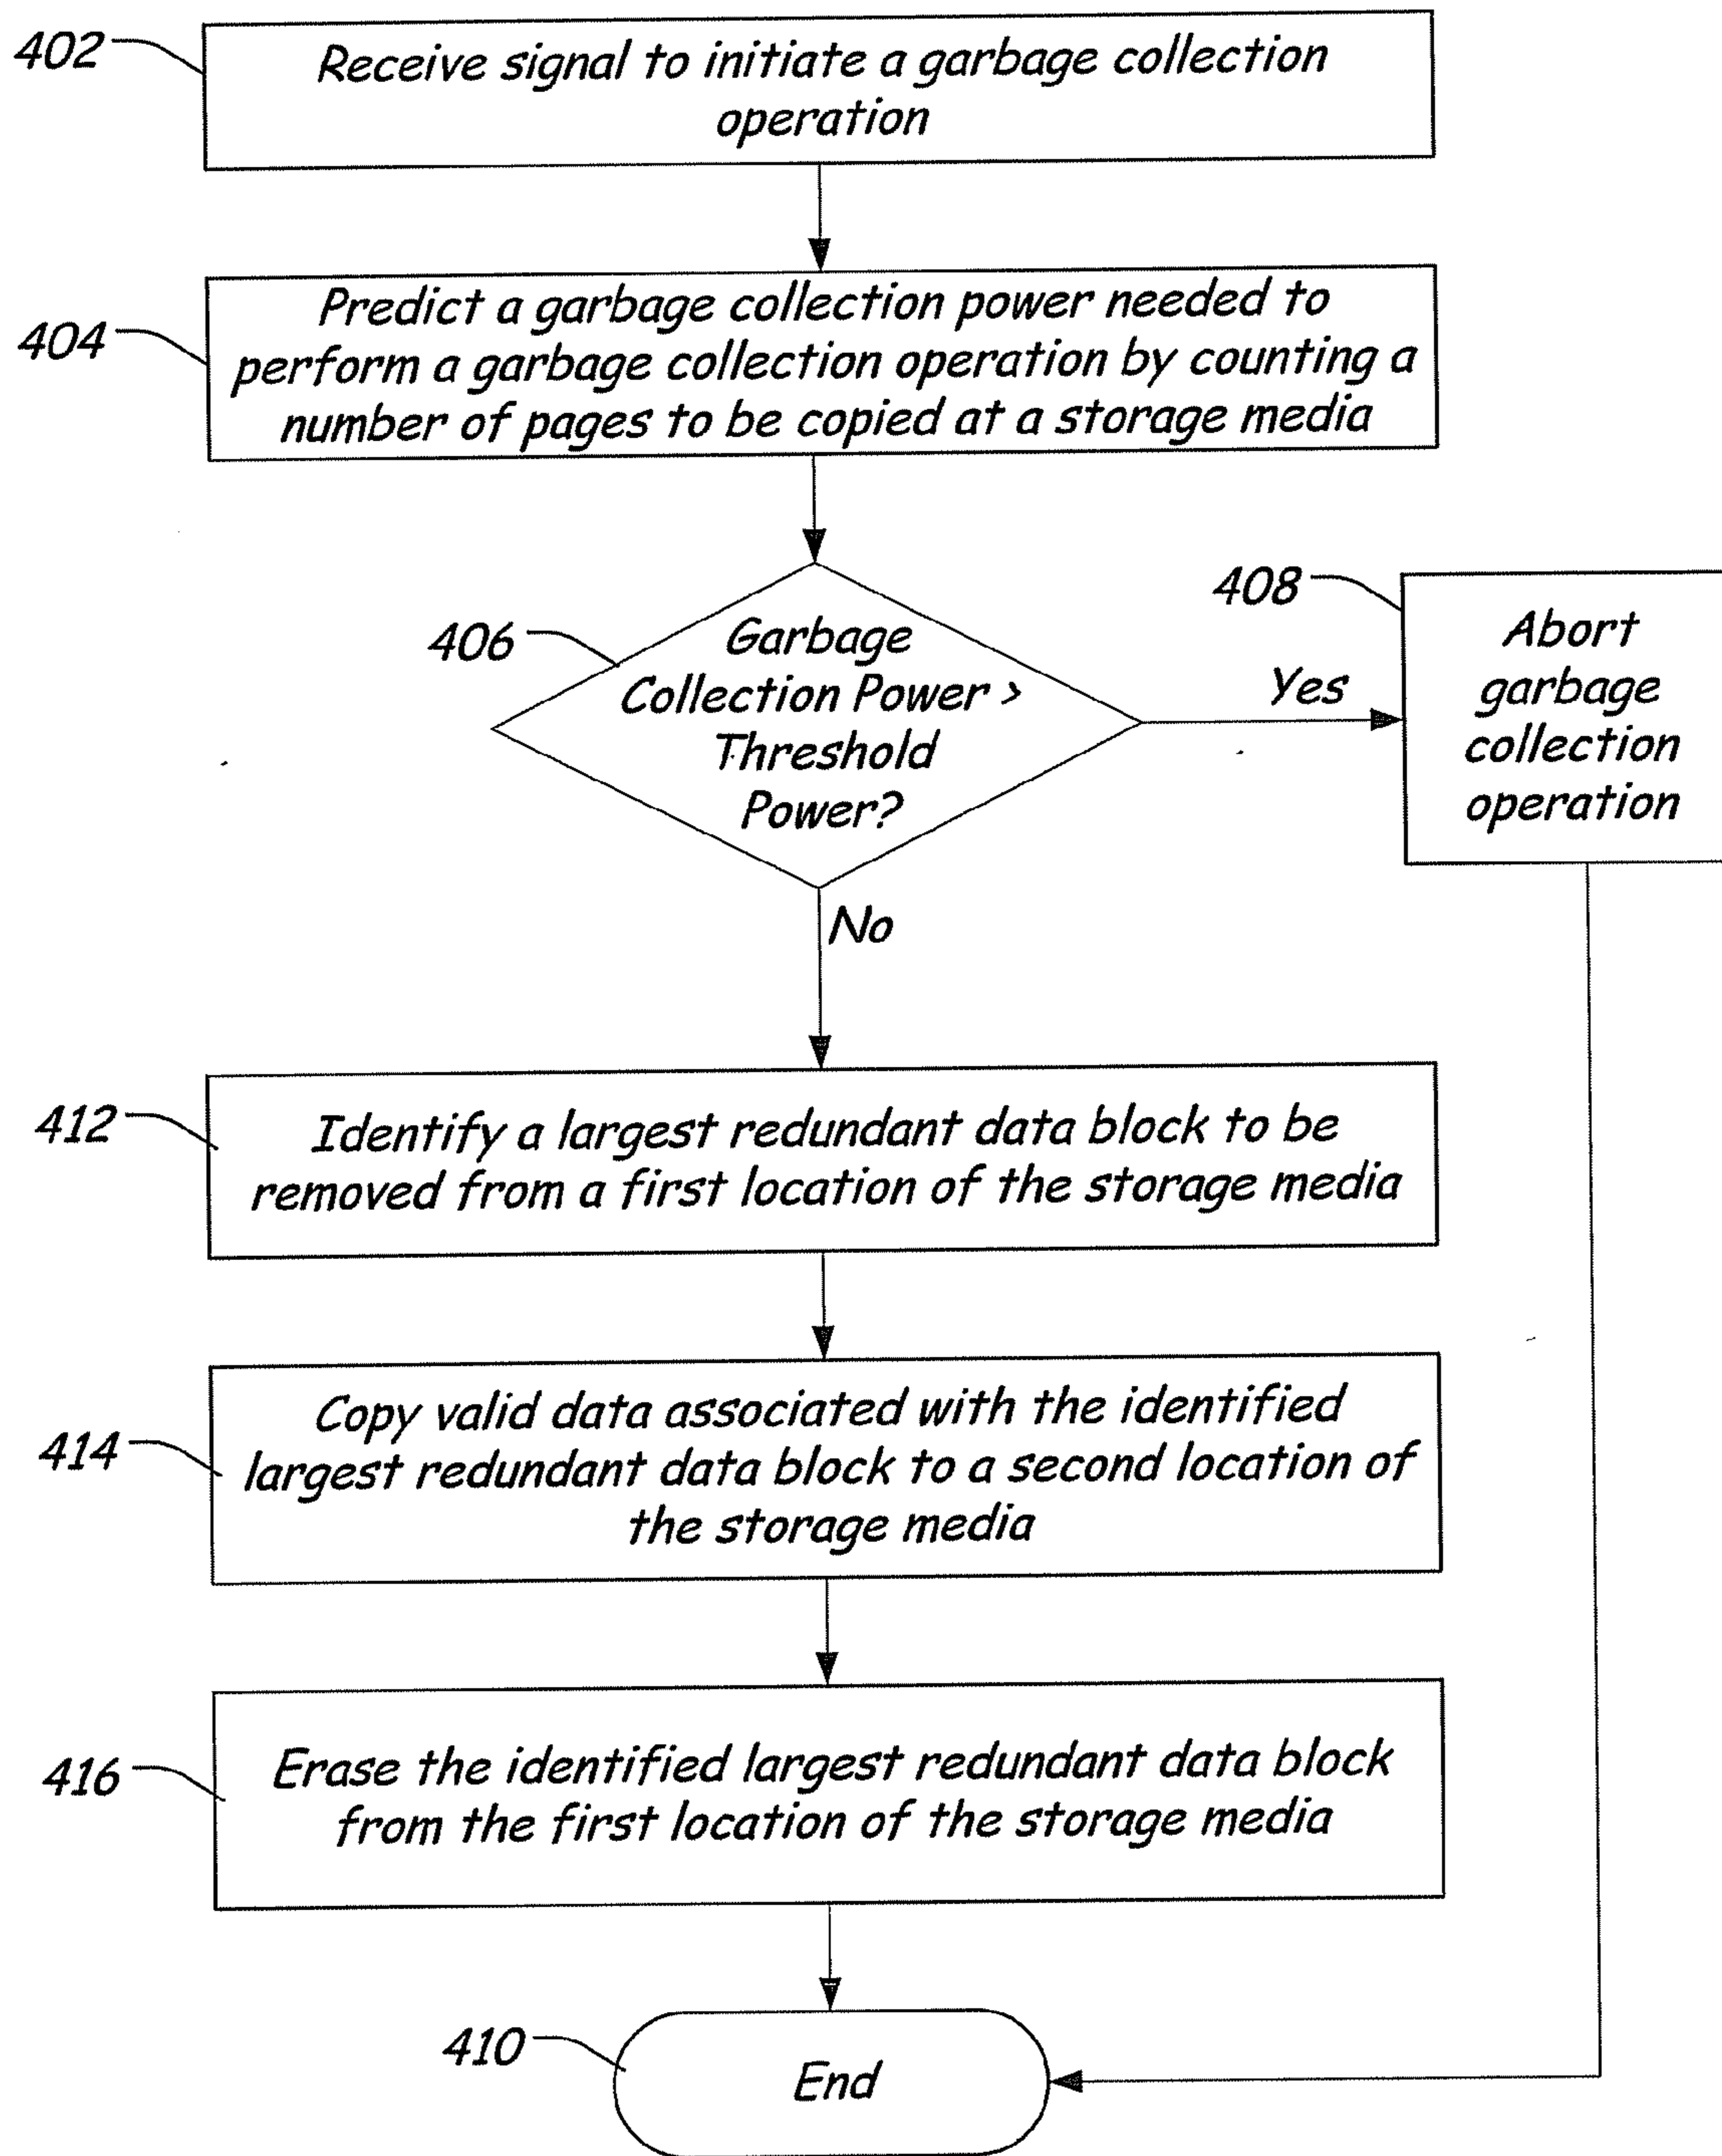 402
Receive signal to initiate a garbage collection
operation
404
Predict a garbage collection power needed to
perform a garbage collection operation by counting a
number of pages to be copied at a storage media
406
Garbage
Collection Power >
Threshold
Power?
Yes
408
Abort
garbage
collection
operation
No
412
Identify a largest redundant data block to be
removed from a first location of the storage media
414
Copy valid data associated with the identified
largest redundant data block to a second location of
the storage media
416
Erase the identified largest redundant data block
from the first location of the storage media
410
End